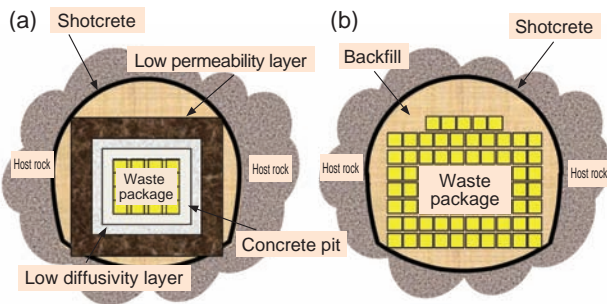 (a)
Shotcrete
Low permeability layer
Host rock
Waste
package
Host rock
Concrete pit
Low diffusivity layer
(b)
Shotcrete
Backfill
Waste
package
Host rock
Host rock